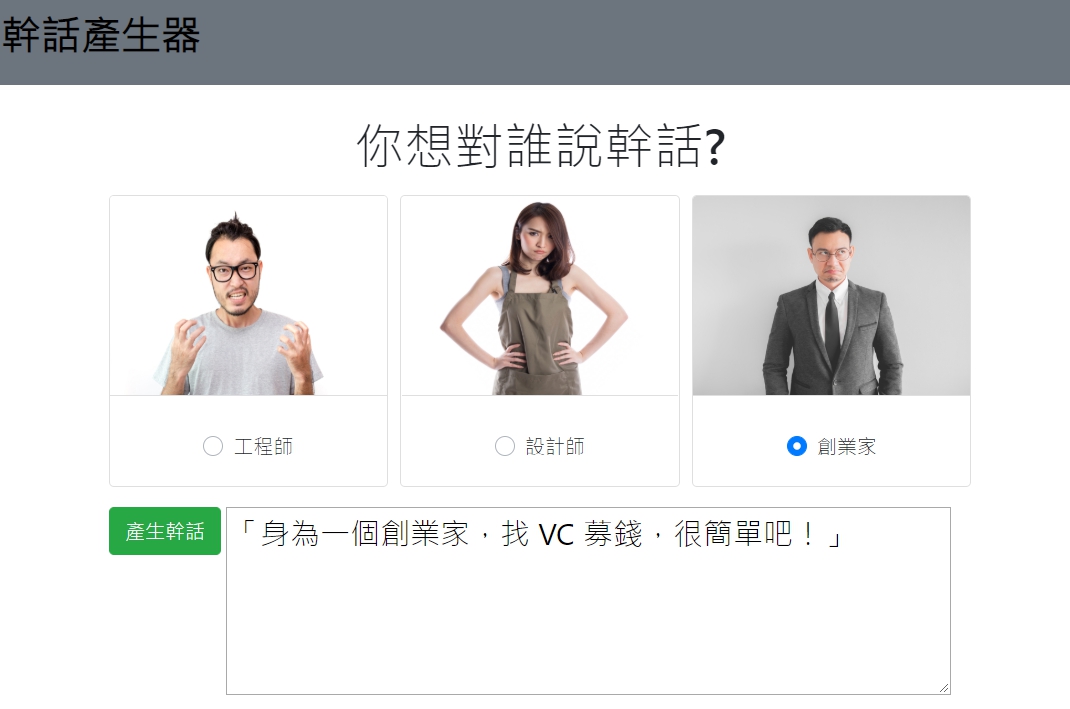 幹話產生器
你想對誰說幹話?
工程師
設計師
創業家
產生幹話
「身為一個創業家，找 VC 募錢，很簡單吧！」